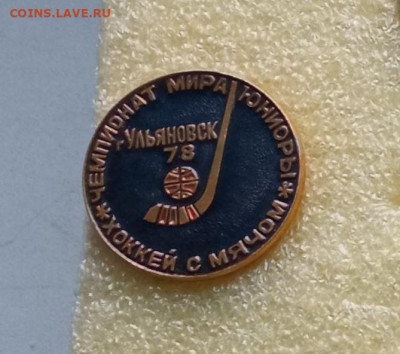 COINS.LAVE.RU
ЧЕМПИОНАТ МИРА ЮНИОРЫ
г УЛЬЯНОВСК
78
* ХОККЕЙ С МЯЧОМ *